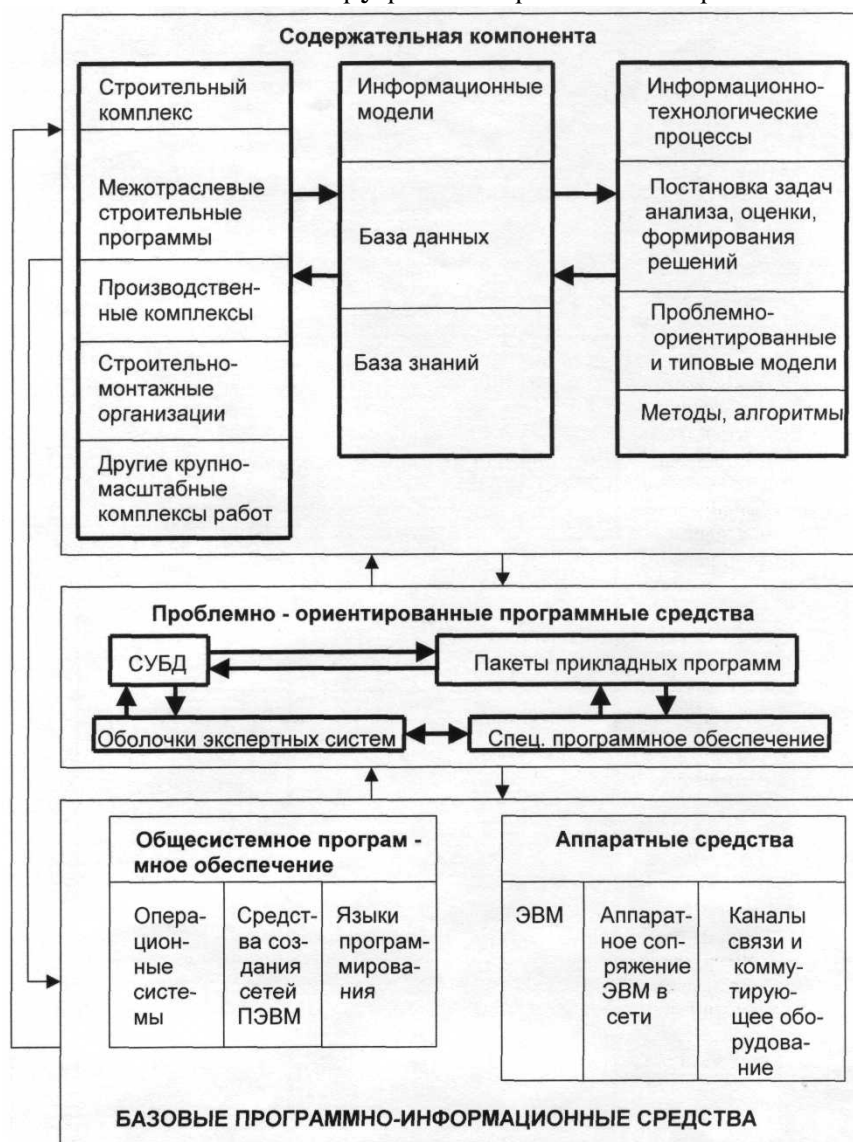 Содержательная компонента
Строительный
комплекс
Межотраслевые
строительные
программы
Производствен-
ные комплексы
Строительно-
монтажные
организации
Другие крупно-
масштабные
комплексы работ
Информационные
модели
База данных
База знаний
Информационно-
технологические
процессы
Постановка задач
анализа, оценки,
формирования
решений
Проблемно-
ориентированные
и типовые модели
Методы, алгоритмы
Проблемно - ориентированные программные средства
СУБД
Пакеты прикладных программ
Оболочки экспертных систем
Спец. программное обеспечение
Общесистемное програм -
мное обеспечение
Опера-
цион-
ные
систе-
мы
Средст-
ва соз-
дания
сетей
ПЭВМ
Языки
програм-
мирова-
ния
Аппаратные средства
ЭВМ
Аппарат-
ное соп-
ряжение
ЭВМ в
сети
Каналы
связи и
комму-
тирую-
щее обо-
рудова-
ние
БАЗОВЫЕ ПРОГРАММНО-ИНФОРМАЦИОННЫЕ СРЕДСТВА